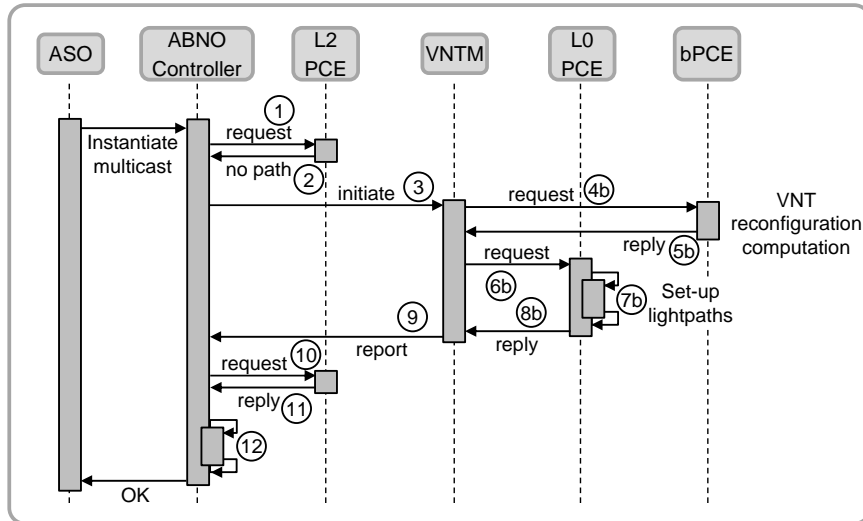 ASO
ABNO
Controller
L2
PCE
VNTM
L0
PCE
bPCE
Instantiate
multicast
1
request
no path
2
initiate
3
request
4b
VNT
reconfiguration
computation
reply
5b
request
6b
7b
Set-up
lightpaths
8b
reply
9
report
10
request
reply
11
12
OK